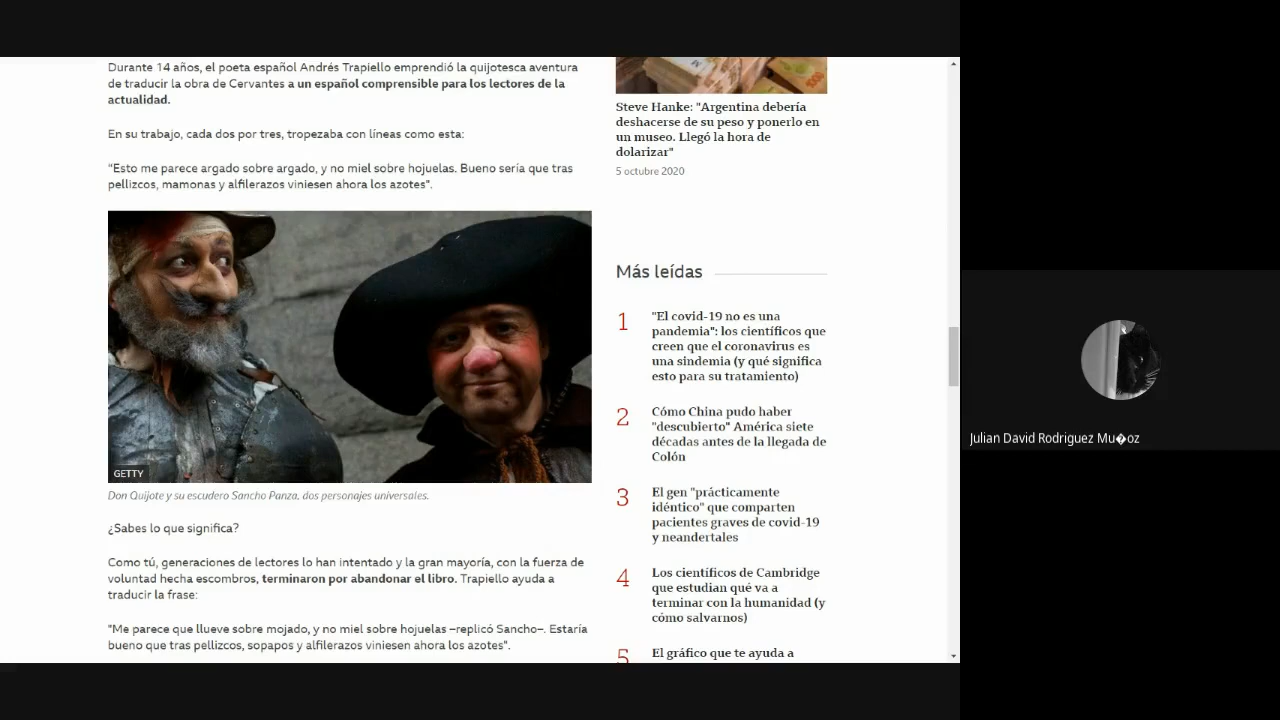 Durante 14 años, el poeta español Andrés Trapiello emprendió la quijotesca aventura
de traducir la obra de Cervantes a un español comprensible para los lectores de la
actualidad.
En su trabajo, cada dos por tres, tropezaba con líneas como esta:
"Esto me parece argado sobre argado, y no miel sobre hojuelas. Bueno sería que tras
pellizcos, mamonas y alfilerazos viniesen ahora los azotes".
GETTY
Don Quijote y su escudero Sancho Panza, dos personajes universales.
¿Sabes lo que significa?
Como tú, generaciones de lectores lo han intentado y la gran mayoría, con la fuerza de
voluntad hecha escombros, terminaron por abandonar el libro. Trapiello ayuda a
traducir la frase:
"Me parece que llueve sobre mojado, y no miel sobre hojuelas –replicó Sancho–. Estaría
bueno que tras pellizcos, sopapos y alfilerazos viniesen ahora los azotes".
Steve Hanke: "Argentina debería
deshacerse de su peso y ponerlo en
un museo. Llegó la hora de
dolarizar"
5 octubre 2020
Más leídas
1
"El covid-19 no es una
pandemia": los científicos que
creen que el coronavirus es
una sindemia (y qué significa
esto para su tratamiento)
2
Cómo China pudo haber
"descubierto" América siete
décadas antes de la llegada de
Colón
3
El gen "prácticamente
idéntico" que comparten
pacientes graves de covid-19
y neandertales
4
Los científicos de Cambridge
que estudian qué va a
terminar con la humanidad (y
cómo salvarnos)
5
El gráfico que te ayuda a
Julian David Rodriguez Mu�oz